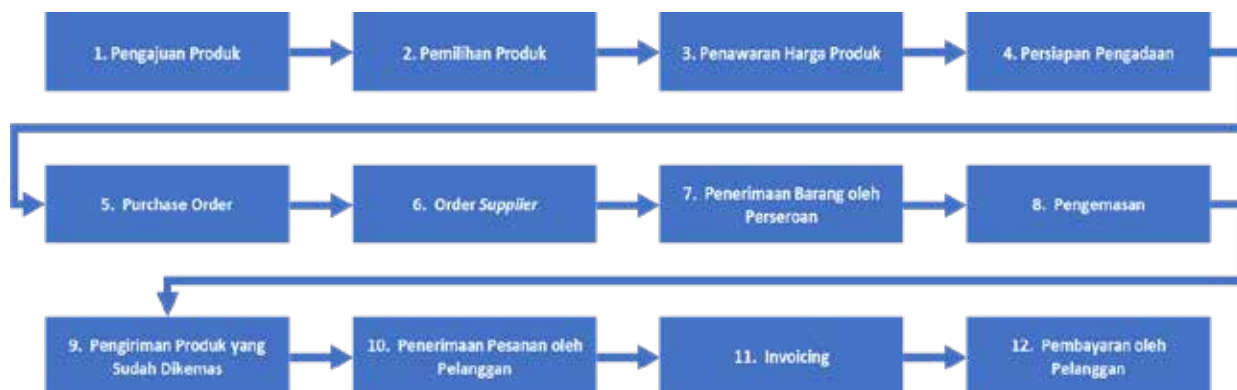 1. Pengajuan Produk
2. Pemilihan Produk
3. Penawaran Harga Produk
4. Persiapan Pengadaan
5. Purchase Order
6. Order Supplier
7. Penerimaan Barang oleh
Perseroan
8. Pengemasan
9. Pengiriman Produk yang
Sudah Dikemas
10. Penerimaan Pesanan oleh
Pelanggan
11. Invoicing
12. Pembayaran oleh
Pelanggan